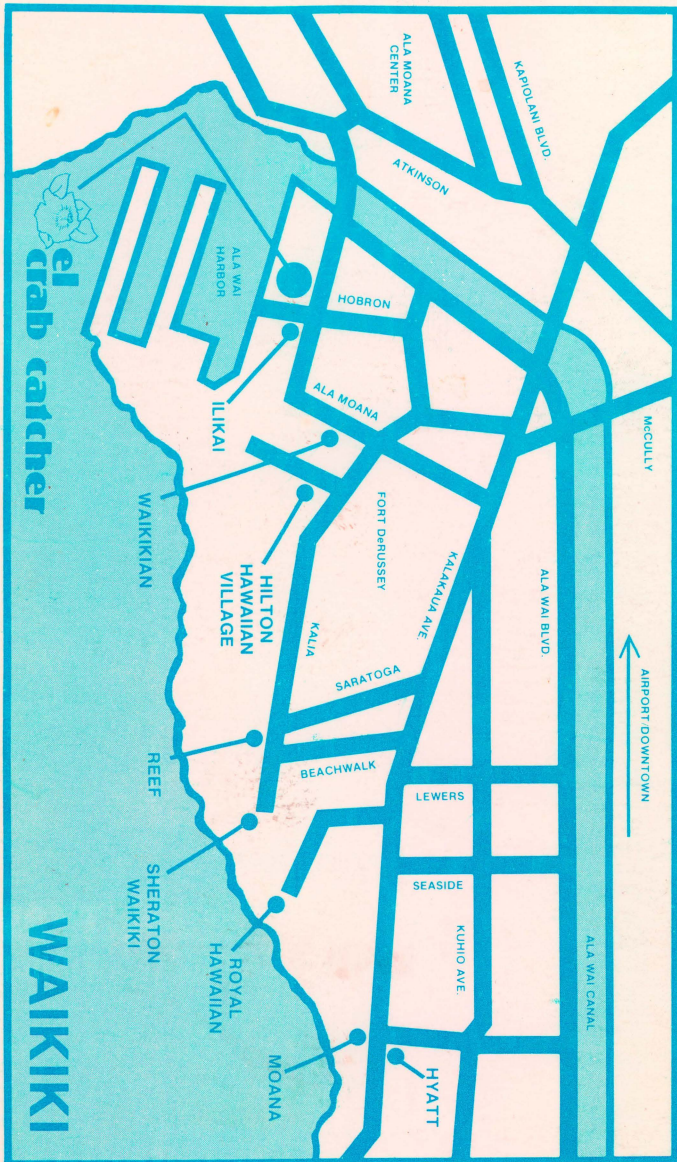 ALA MOANA
CENTER
KAPIOLANI BLVD.
ATKINSON
McCULLY
AIRPORT/DOWNTOWN
ALA WAI CANAL
ALA WAI BLVD.
ALA WAI
HARBOR
HOBRON
ALA MOANA
FORT DeRUSSEY
KALAKAUA AVE.
KALIA
SARATOGA
BEACHWALK
LEWERS
SEASIDE
KUHIO AVE.
ILIKAI
WAIKIKIAN
HILTON
HAWAIIAN
VILLAGE
REEF
SHERATON
WAIKIKI
ROYAL
HAWAIIAN
MOANA
HYATT
el
crab catcher
WAIKIKI